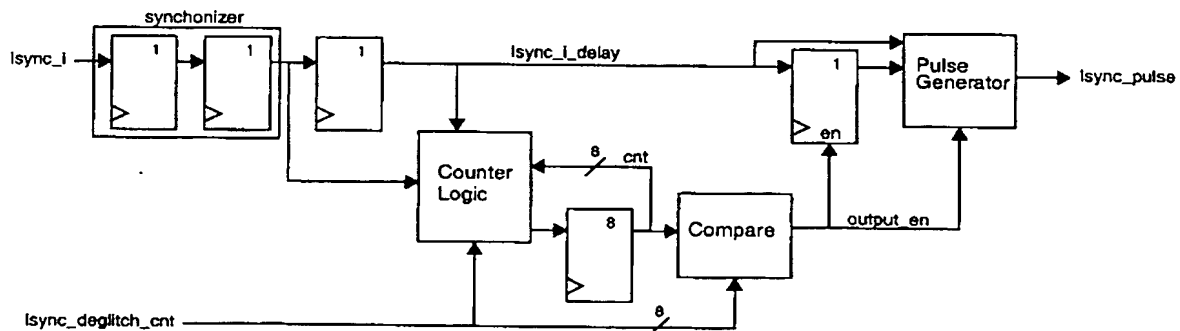 synchonizer
1
1
1
lsync_i
lsync_i_delay
1
en
Pulse
Generator
lsync_pulse
8
cnt
Counter
Logic
8
Compare
output_en
lsync_deglitch_cnt
8